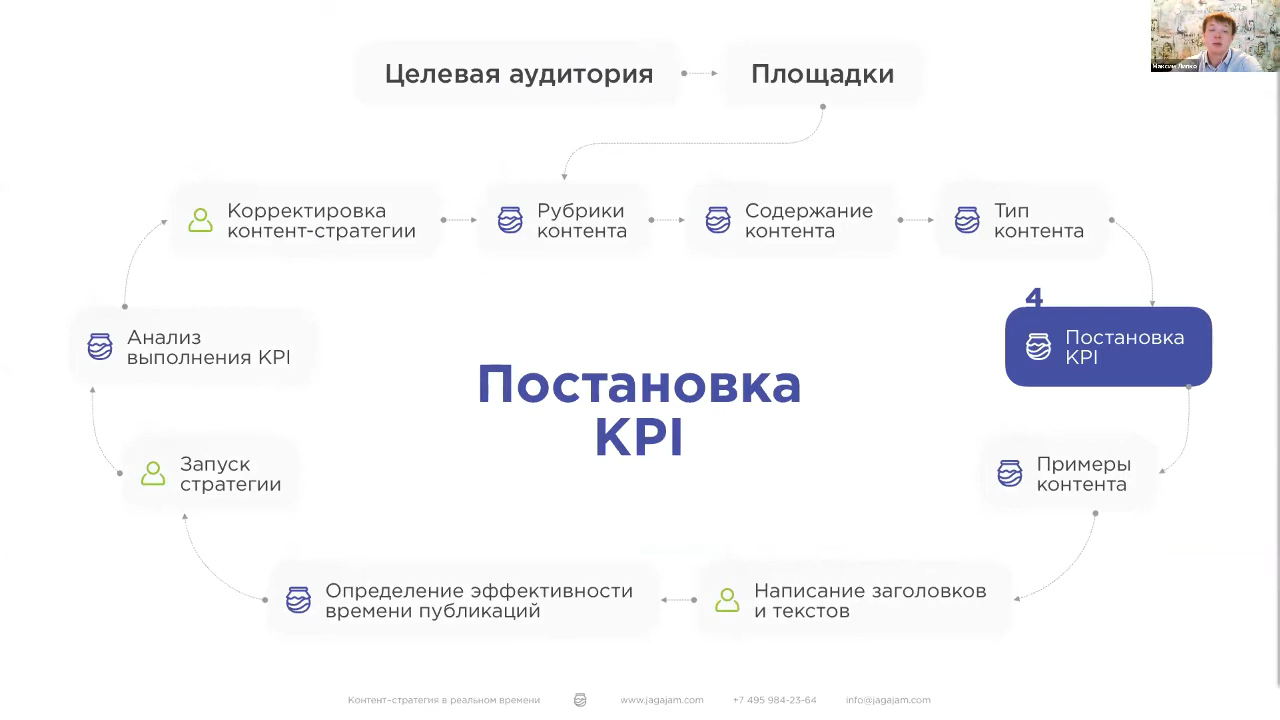 Целевая аудитория
Площадки
Максим Липко
Корректировка
контент-стратегии
Рубрики
контента
Содержание
контента
Тип
контента
4
Постановка
KPI
Анализ
выполнения KPI
Постановка
KPI
Запуск
стратегии
Примеры
контента
Определение эффективности
времени публикаций
Написание заголовков
и текстов
Контент-стратегия в реальном времени
www.jagajam.com
+7 495 984-23-64
info@jagajam.com